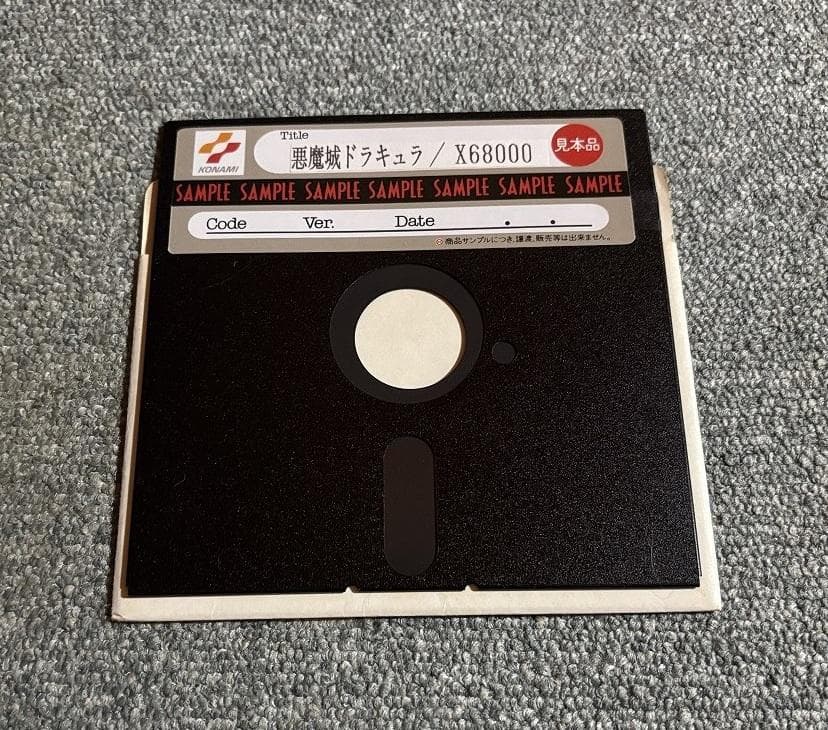 KONAMI
Title
悪魔城ドラキュラ/X68000
見本品
SAMPLE SAMPLE SAMPLE SAMPLE SAMPLE SAMPLE SAMPLE
Code Ver. Date . .
※商品サンプルにつき、譲渡、販売等は出来ません。